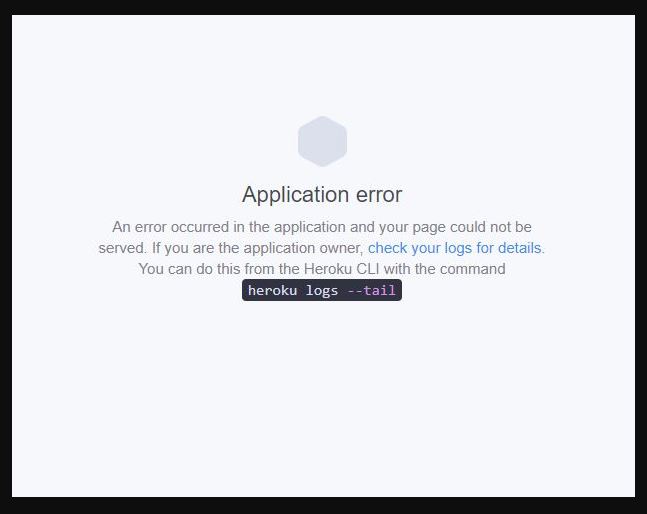 Application error
An error occurred in the application and your page could not be
served. If you are the application owner, check your logs for details.
You can do this from the Heroku CLI with the command
heroku logs --tail